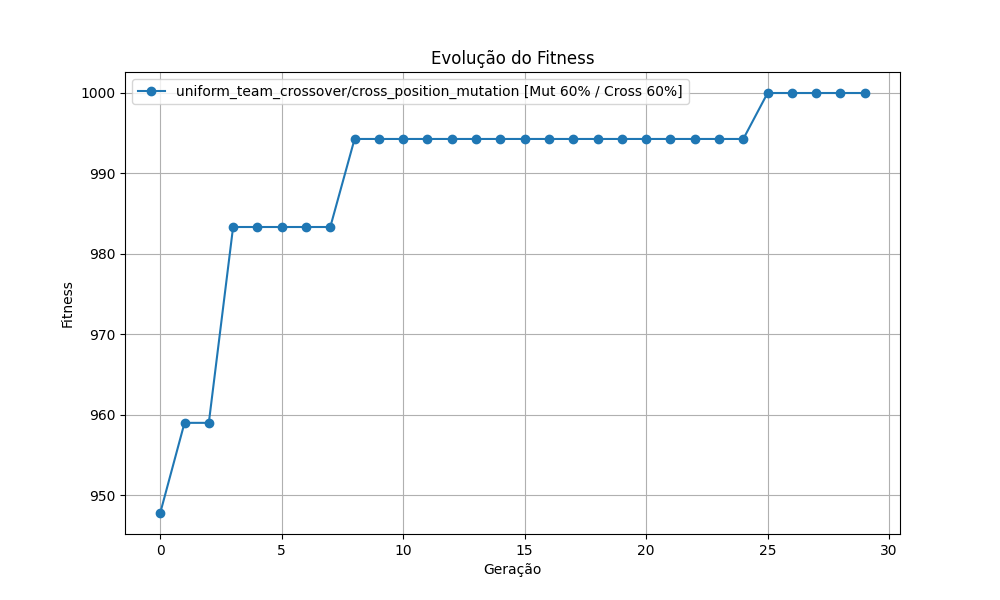 Evolução do Fitness
uniform_team_crossover/cross_position_mutation [Mut 60% / Cross 60%]
1000
990
980
970
960
950
Fitness
0 5 10 15 20 25 30
Geração